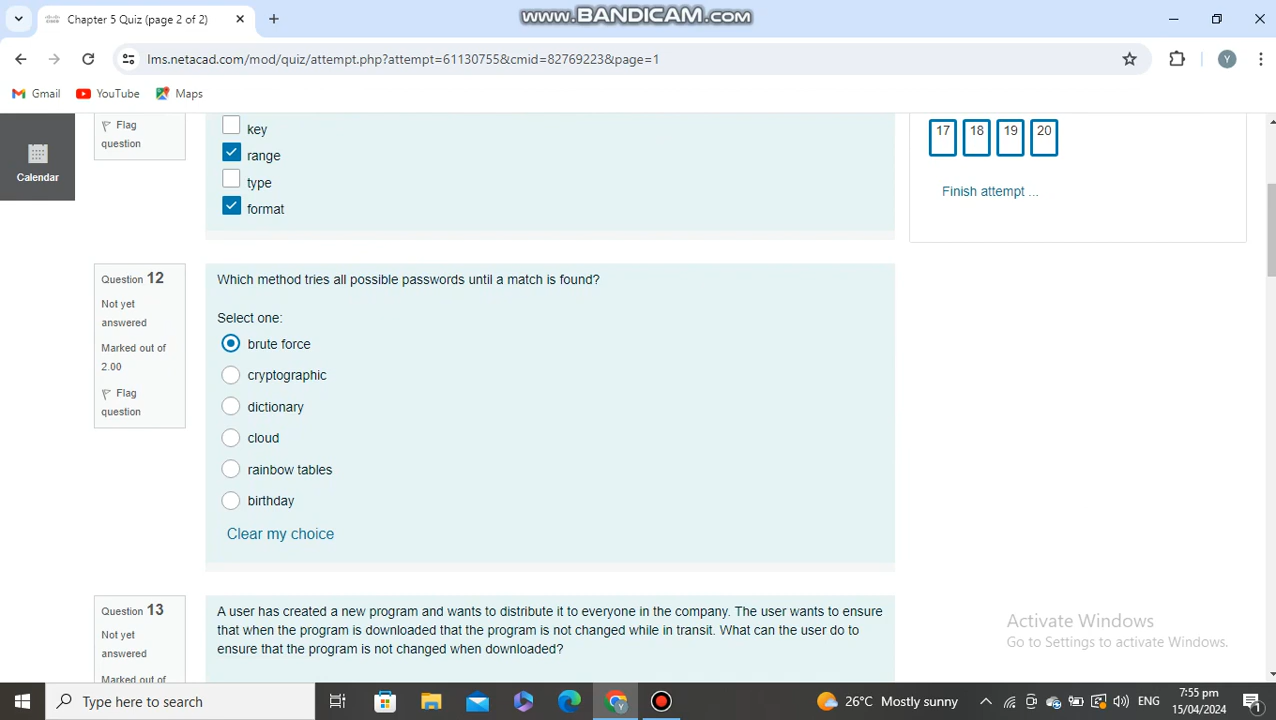 www.BANDICAM.com
Chapter 5 Quiz (page 2 of 2)
lms.netacad.com/mod/quiz/attempt.php?attempt=61130755&cmid=82769223&page=1
Y
Gmail
YouTube
Maps
Calendar
Flag
question
key
range
type
format
17 18 19 20
Finish attempt ...
Question 12
Not yet
answered
Marked out of
2.00
Flag
question
Which method tries all possible passwords until a match is found?
Select one:
brute force
cryptographic
dictionary
cloud
rainbow tables
birthday
Clear my choice
Question 13
Not yet
answered
Marked out of
A user has created a new program and wants to distribute it to everyone in the company. The user wants to ensure
that when the program is downloaded that the program is not changed while in transit. What can the user do to
ensure that the program is not changed when downloaded?
Activate Windows
Go to Settings to activate Windows.
Type here to search
26°C Mostly sunny
ENG
7:55 pm
15/04/2024
1